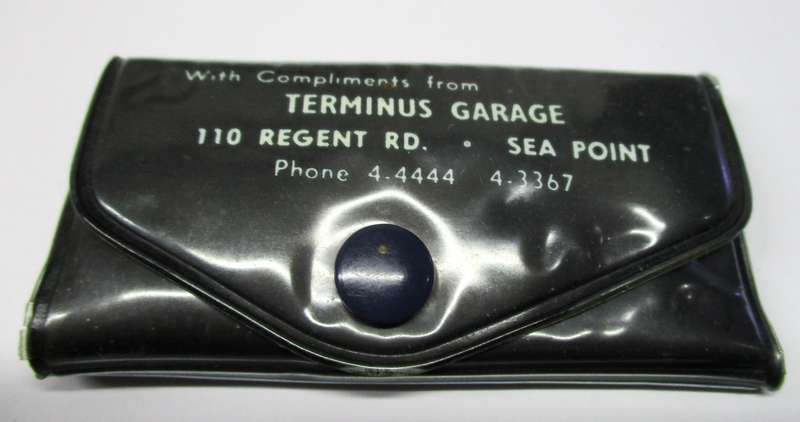 With Compliments from
TERMINUS GARAGE
110 REGENT RD. • SEA POINT
Phone 4-4444 4-3367